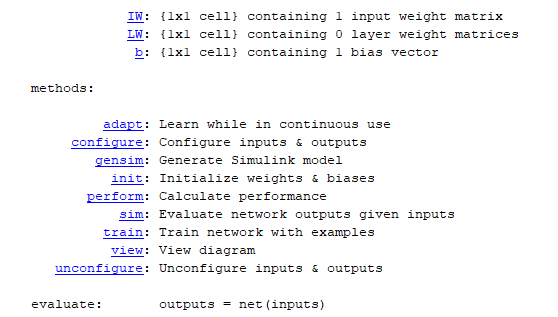 IW: {1x1 cell} containing 1 input weight matrix
LW: {1x1 cell} containing 0 layer weight matrices
b: {1x1 cell} containing 1 bias vector
methods:
adapt: Learn while in continuous use
configure: Configure inputs & outputs
gensim: Generate Simulink model
init: Initialize weights & biases
perform: Calculate performance
sim: Evaluate network outputs given inputs
train: Train network with examples
view: View diagram
unconfigure: Unconfigure inputs & outputs
evaluate: outputs = net(inputs)